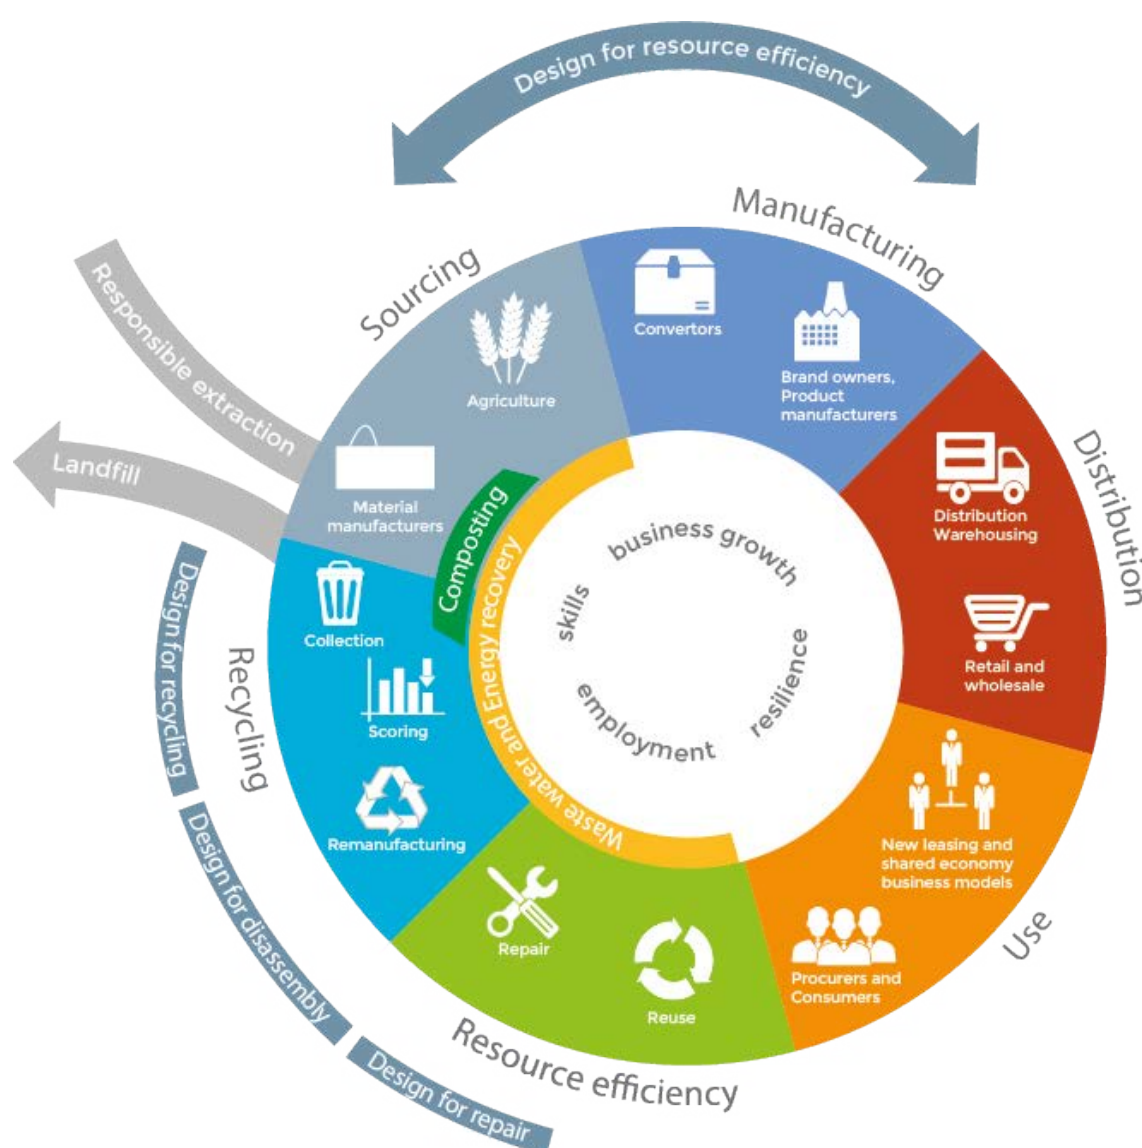 Design for resource efficiency
Manufacturing
Sourcing
Responsible extraction
Landfill
Convertors
Brand owners,
Product
manufacturers
Agriculture
Material
manufacturers
Distribution
Distribution
Warehousing
Retail and
wholesale
Composting
Waste water and Energy recovery
business growth
skills
resilience
employment
Collection
Scoring
Remanufacturing
Recycling
Design for recycling
Design for disassembly
Design for repair
New leasing and
shared economy
business models
Procurers and
Consumers
Use
Repair
Reuse
Resource efficiency